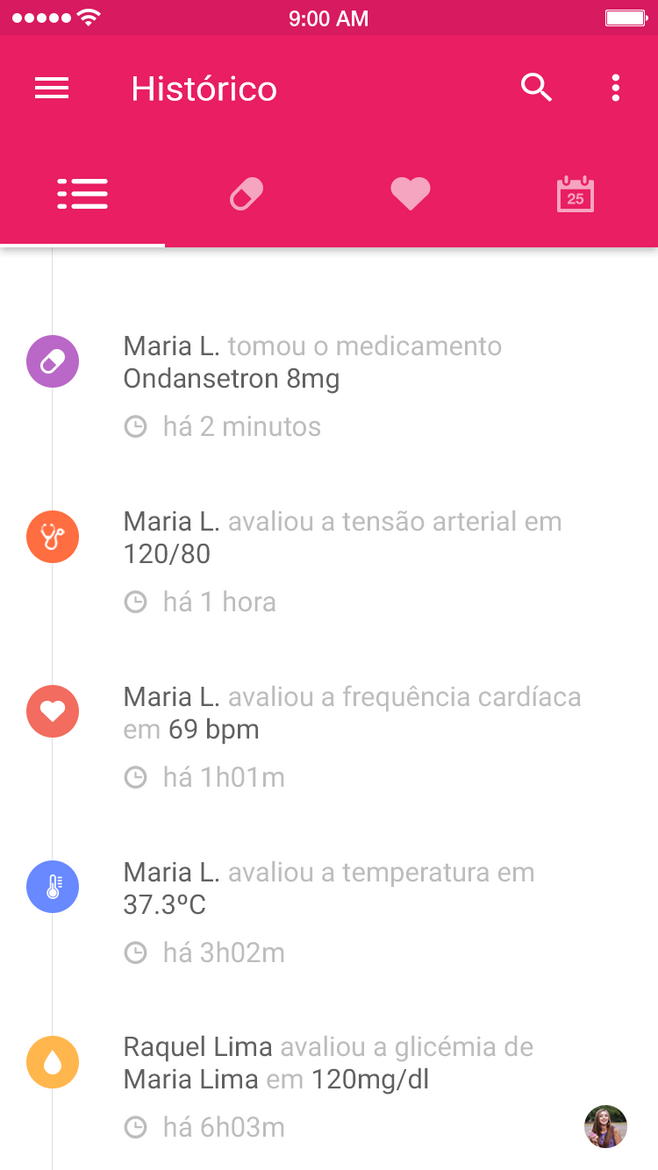 9:00 AM
Histórico
25
Maria L. tomou o medicamento
Ondansetron 8mg
há 2 minutos
Maria L. avaliou a tensão arterial em
120/80
há 1 hora
Maria L. avaliou a frequência cardíaca
em 69 bpm
há 1h01m
Maria L. avaliou a temperatura em
37.3ºC
há 3h02m
Raquel Lima avaliou a glicémia de
Maria Lima em 120mg/dl
há 6h03m